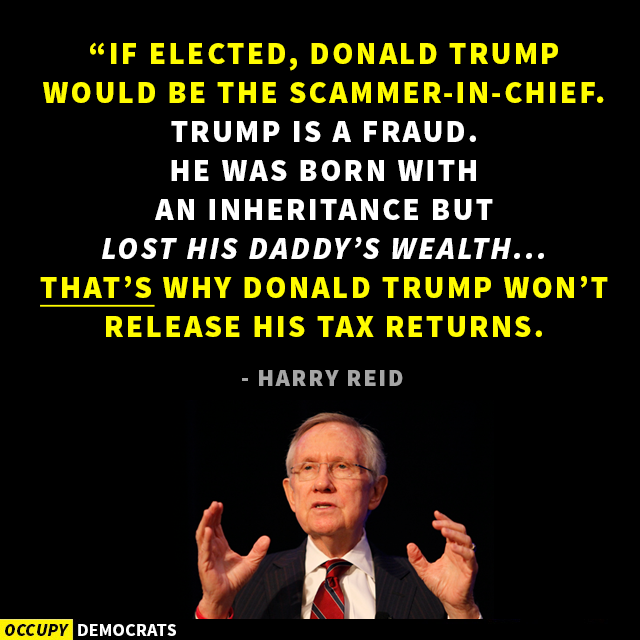 “IF ELECTED, DONALD TRUMP
WOULD BE THE SCAMMER-IN-CHIEF.
TRUMP IS A FRAUD.
HE WAS BORN WITH
AN INHERITANCE BUT
LOST HIS DADDY’S WEALTH...
THAT’S WHY DONALD TRUMP WON’T
RELEASE HIS TAX RETURNS.
- HARRY REID
OCCUPY DEMOCRATS